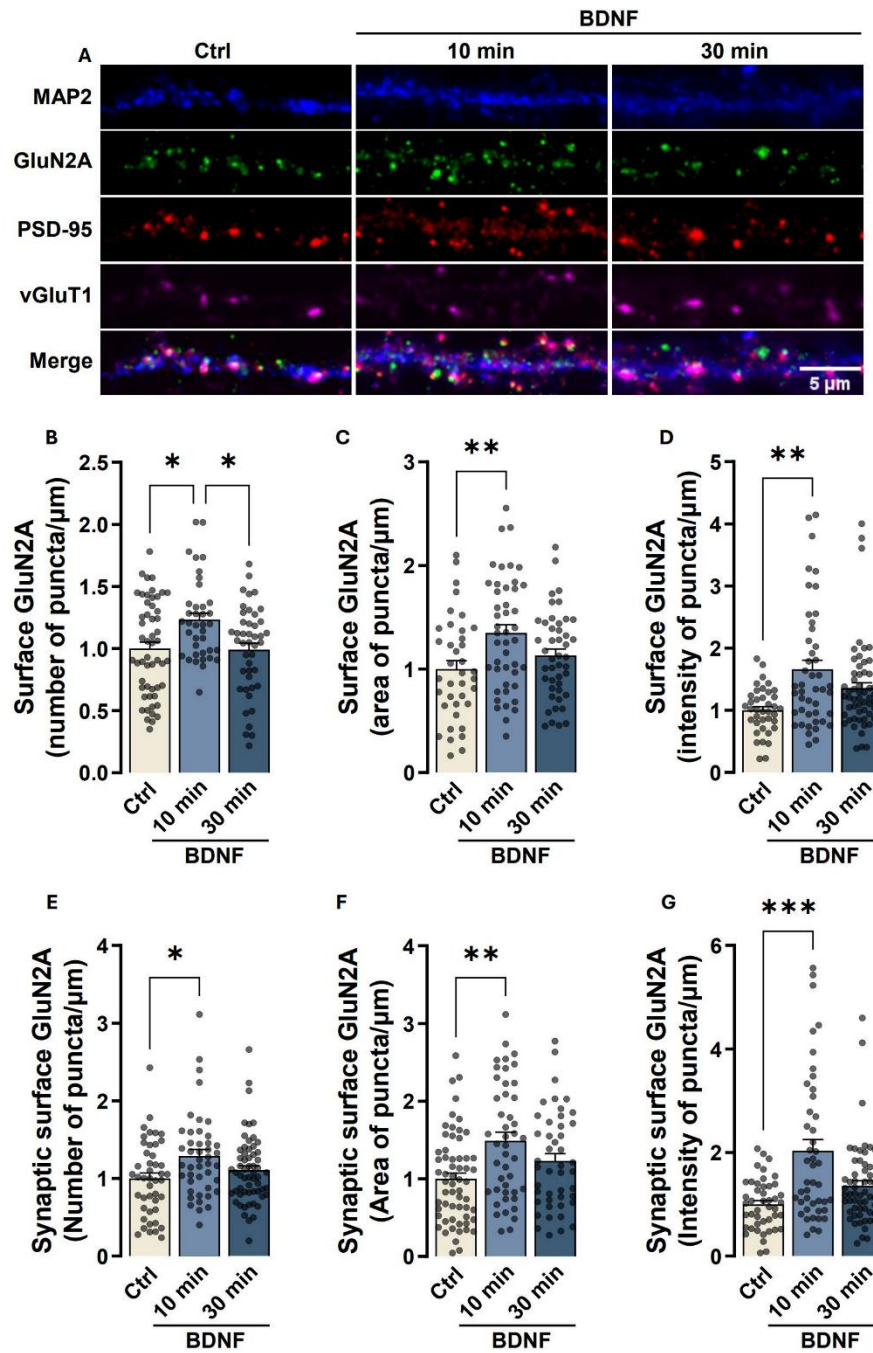 BDNF
A
Ctrl
10 min
30 min
MAP2
GluN2A
PSD-95
vGluT1
Merge
5 µm
B
C
D
Surface GluN2A
(number of puncta/µm)
2.5
2.0
1.5
1.0
0.5
0.0
*
*
Ctrl
10 min
30 min
BDNF
Surface GluN2A
(area of puncta/µm)
3
2
1
0
**
Ctrl
10 min
30 min
BDNF
Surface GluN2A
(intensity of puncta/µm)
5
4
3
2
1
0
**
Ctrl
10 min
30 min
BDNF
E
F
G
Synaptic surface GluN2A
(Number of puncta/µm)
4
3
2
1
0
*
Ctrl
10 min
30 min
BDNF
Synaptic surface GluN2A
(Area of puncta/µm)
4
3
2
1
0
**
Ctrl
10 min
30 min
BDNF
Synaptic surface GluN2A
(Intensity of puncta/µm)
6
4
2
0
***
Ctrl
10 min
30 min
BDNF